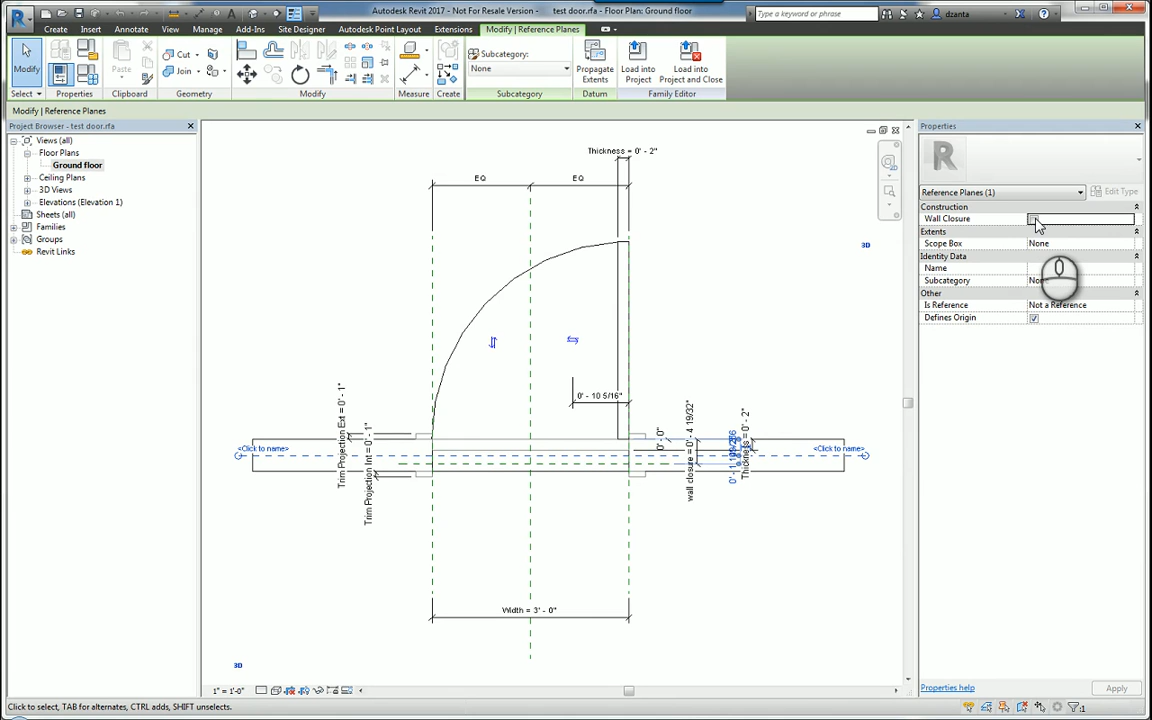 Autodesk Revit 2017 - Not For Resale Version - test door.rfa - Floor Plan: Ground floor
Type a keyword or phrase
dzanta
Create
Insert
Annotate
View
Manage
Add-Ins
Site Designer
Autodesk Point Layout
Extensions
Modify | Reference Planes
Modify
Paste
Cut
Join
Subcategory:
None
Propagate
Extents
Load into
Project
Load into
Project and Close
Select
Properties
Clipboard
Geometry
Modify
Measure
Create
Subcategory
Datum
Family Editor
Modify | Reference Planes
Project Browser - test door.rfa
Views (all)
Floor Plans
Ground floor
Ceiling Plans
3D Views
Elevations (Elevation 1)
Sheets (all)
Families
Groups
Revit Links
Thickness = 0' - 2"
EQ
EQ
3D
0' - 10 5/16"
Trim Projection Ext = 0' - 1"
Trim Projection Int = 0' - 1"
<Click to name>
0' - 0"
wall closure = 0' - 4 19/32"
Thickness = 0' - 2"
<Click to name>
Width = 3' - 0"
3D
Properties
Reference Planes (1)
Edit Type
Construction
Wall Closure
Extents
Scope Box
None
Identity Data
Name
Subcategory
Other
Is Reference
Not a Reference
Defines Origin
Properties help
Apply
1" = 1'-0"
Click to select, TAB for alternates, CTRL adds, SHIFT unselects.
:1